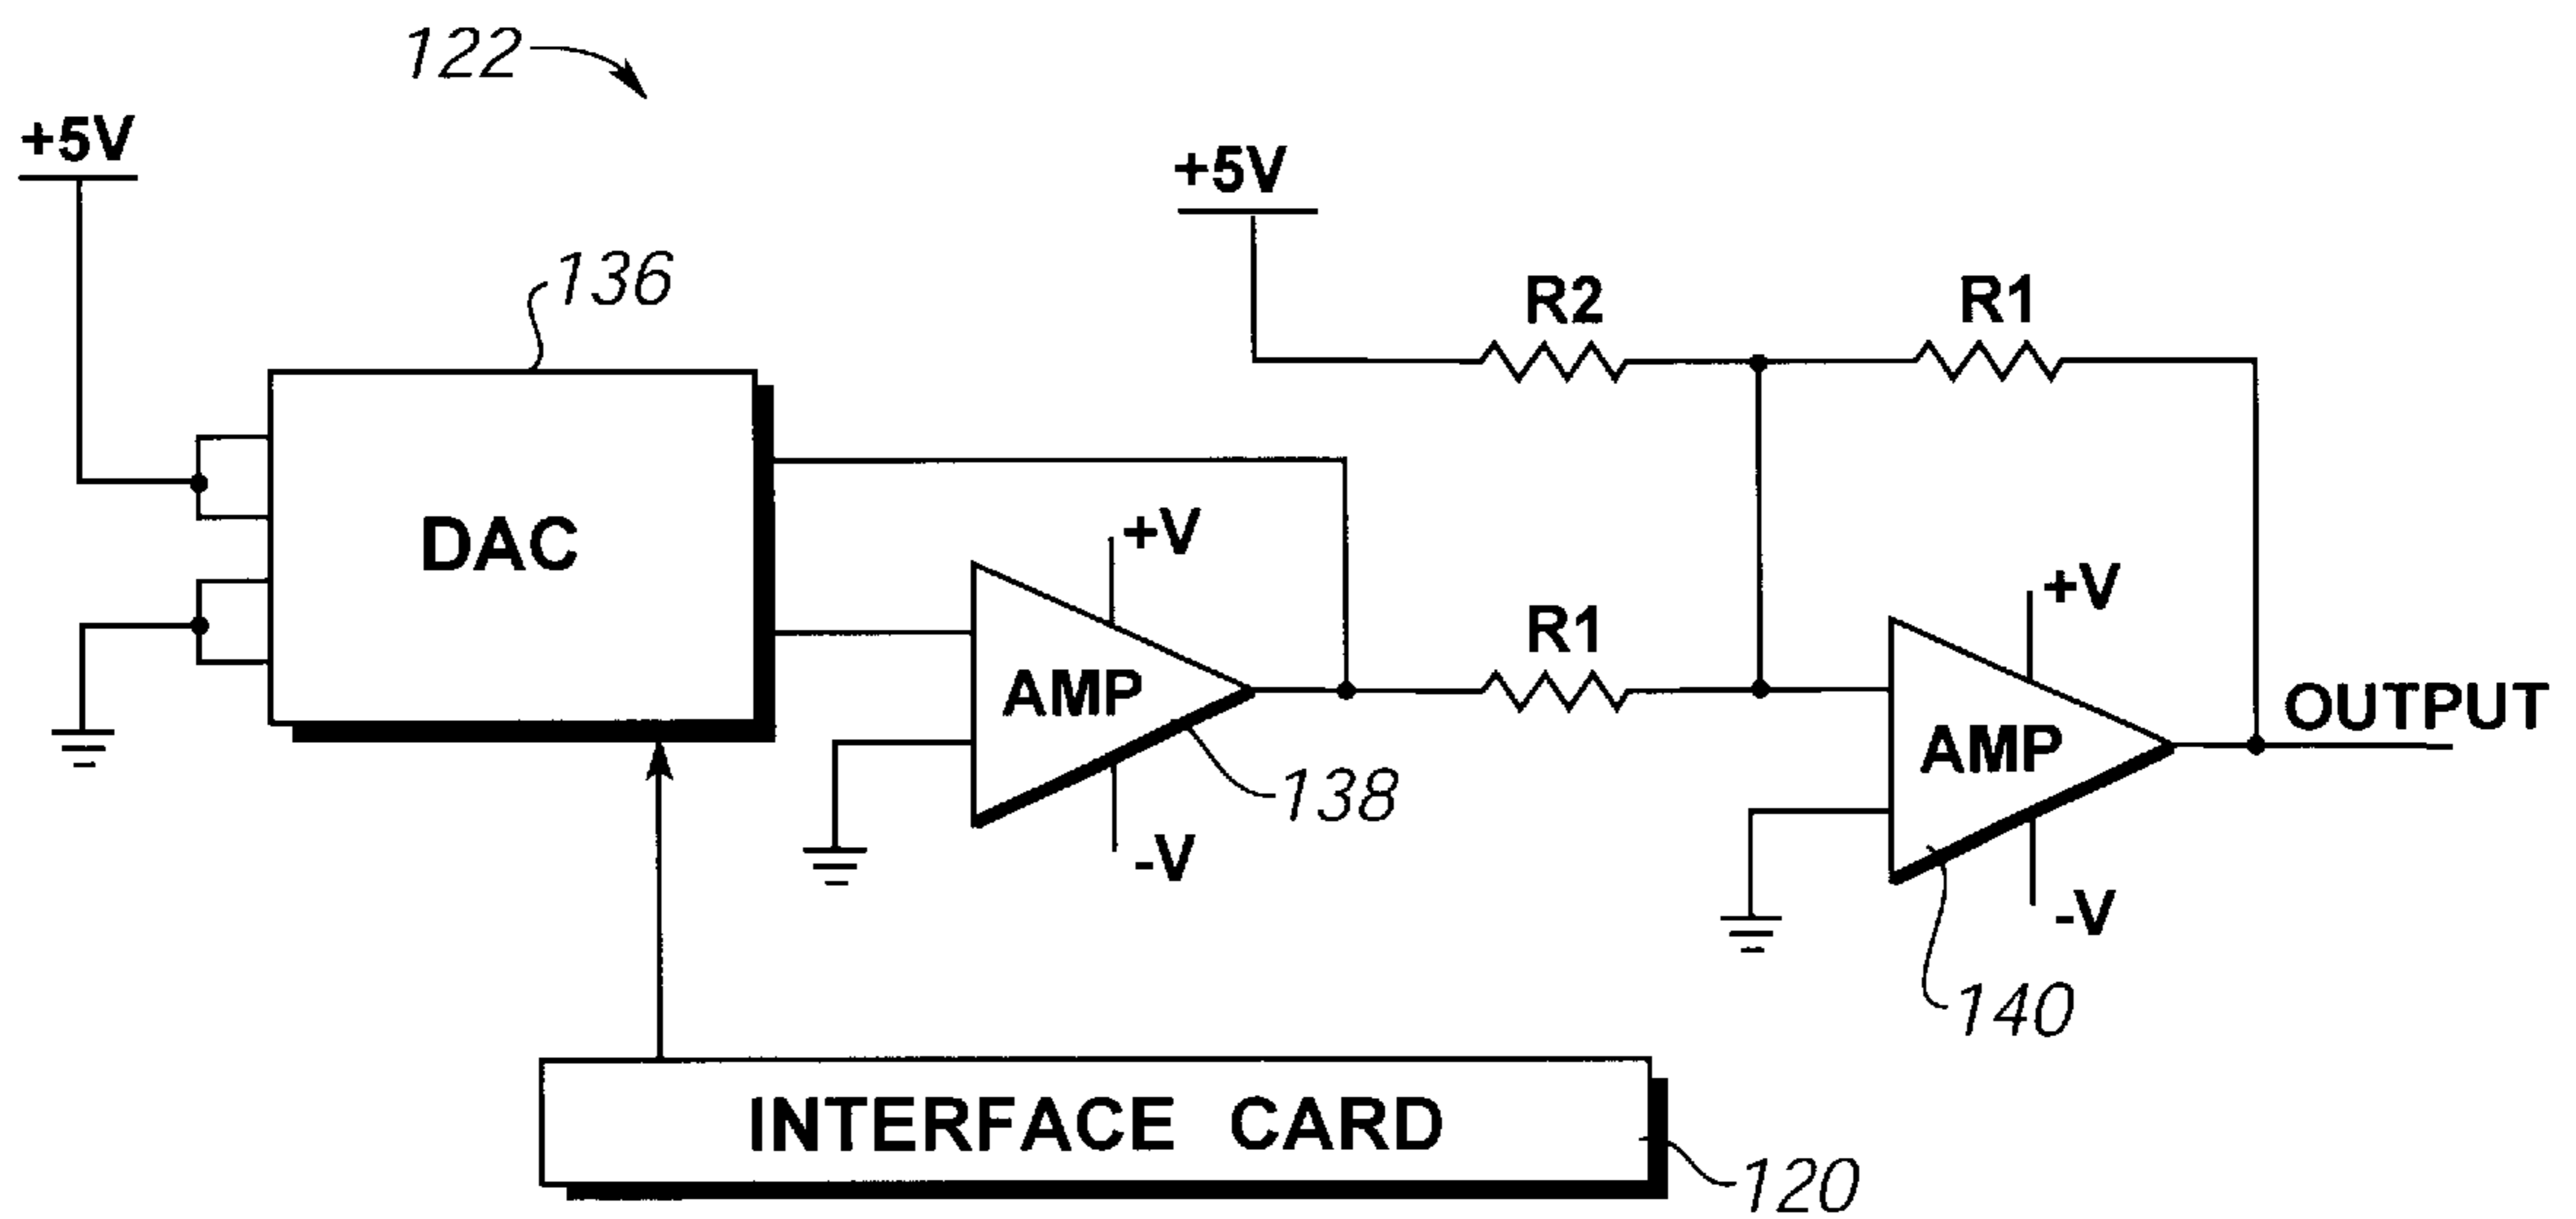 122
+5V
+5V
136
R2
R1
DAC
+V
+V
R1
AMP
OUTPUT
AMP
138
-V
-V
140
INTERFACE CARD
120